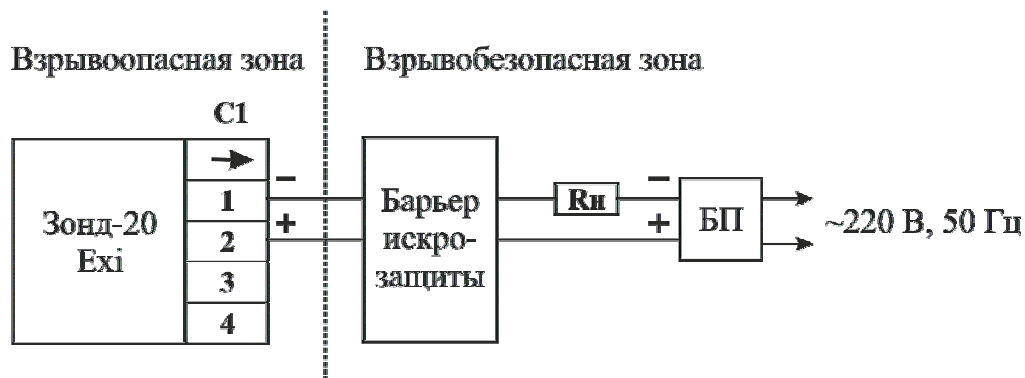 Взрывоопасная зона
Взрывобезопасная зона
C1
Зонд-20
Exi
1
2
3
4
–
+
Барьер
искро-
защиты
Rн
–
+
БП
~220 В, 50 Гц